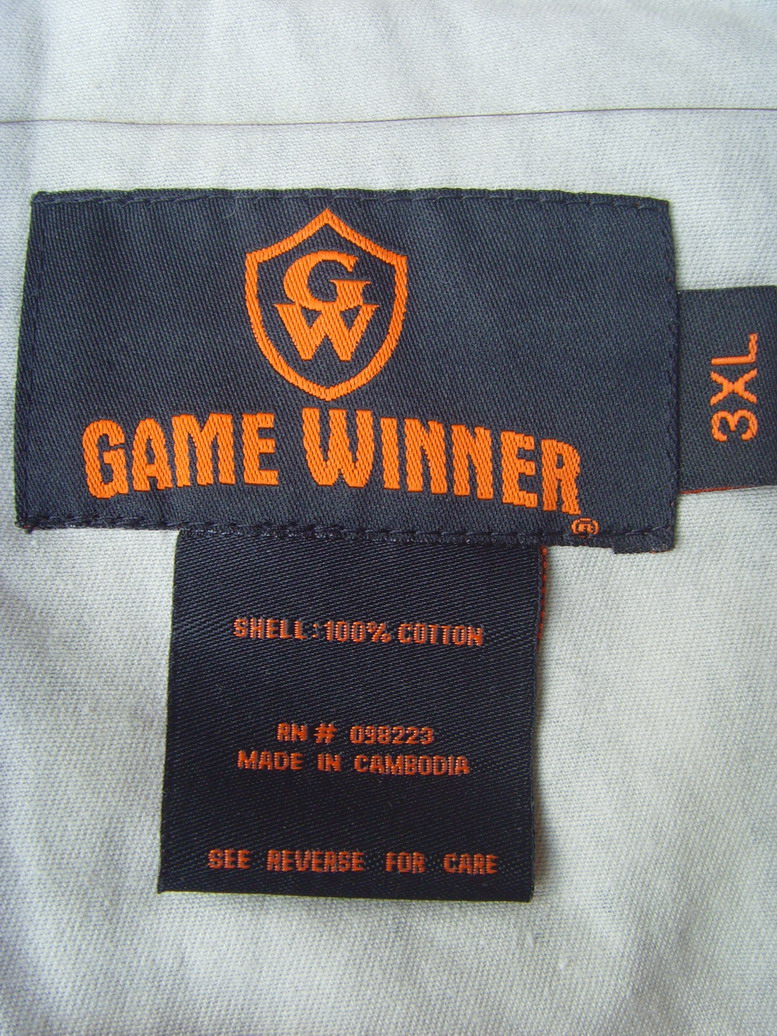 GW
GAME WINNER®
3XL
SHELL:100% COTTON
RN # 098223
MADE IN CAMBODIA
SEE REVERSE FOR CARE